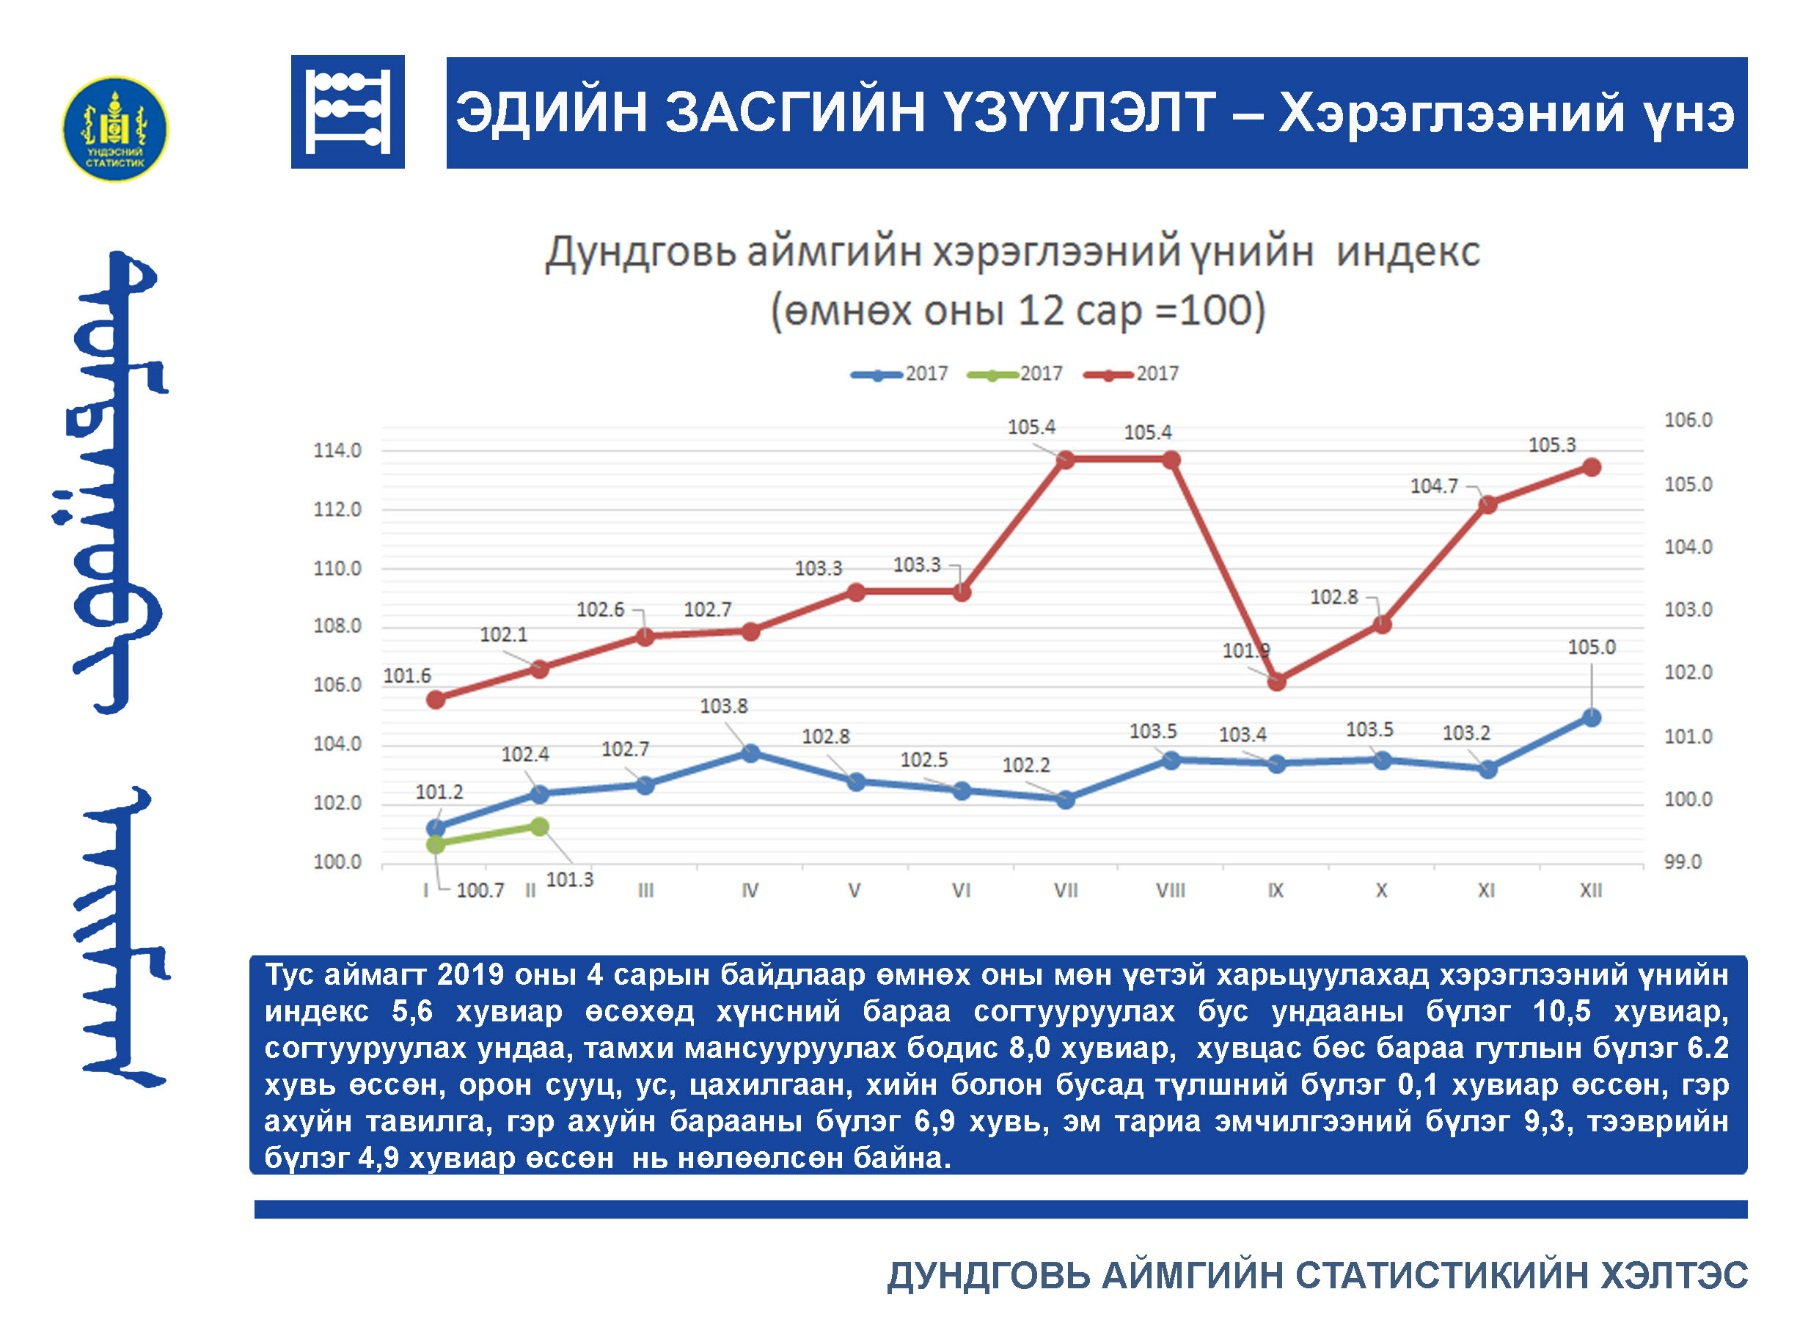 ҮНДЭСНИЙ
СТАТИСТИК
ЭДИЙН ЗАСГИЙН ҮЗҮҮЛЭЛТ – Хэрэглээний үнэ
Дундговь аймгийн хэрэглээний үнийн индекс
(өмнөх оны 12 сар =100)
2017 2017 2017
114.0
112.0
110.0
108.0
106.0
104.0
102.0
100.0
106.0
105.0
104.0
103.0
102.0
101.0
100.0
99.0
101.6 102.1 102.6 102.7 103.3 103.3 105.4 105.4 101.9 102.8 104.7 105.3
101.2 102.4 102.7 103.8 102.8 102.5 102.2 103.5 103.4 103.5 103.2 105.0
100.7 101.3
I II III IV V VI VII VIII IX X XI XII
Тус аймагт 2019 оны 4 сарын байдлаар өмнөх оны мөн үетэй харьцуулахад хэрэглээний үнийн
индекс 5,6 хувиар өсөхөд хүнсний бараа согтууруулах бус ундааны бүлэг 10,5 хувиар,
согтууруулах ундаа, тамхи мансууруулах бодис 8,0 хувиар, хувцас бөс бараа гутлын бүлэг 6.2
хувь өссөн, орон сууц, ус, цахилгаан, хийн болон бусад түлшний бүлэг 0,1 хувиар өссөн, гэр
ахуйн тавилга, гэр ахуйн барааны бүлэг 6,9 хувь, эм тариа эмчилгээний бүлэг 9,3, тээврийн
бүлэг 4,9 хувиар өссөн нь нөлөөлсөн байна.
ДУНДГОВЬ АЙМГИЙН СТАТИСТИКИЙН ХЭЛТЭС